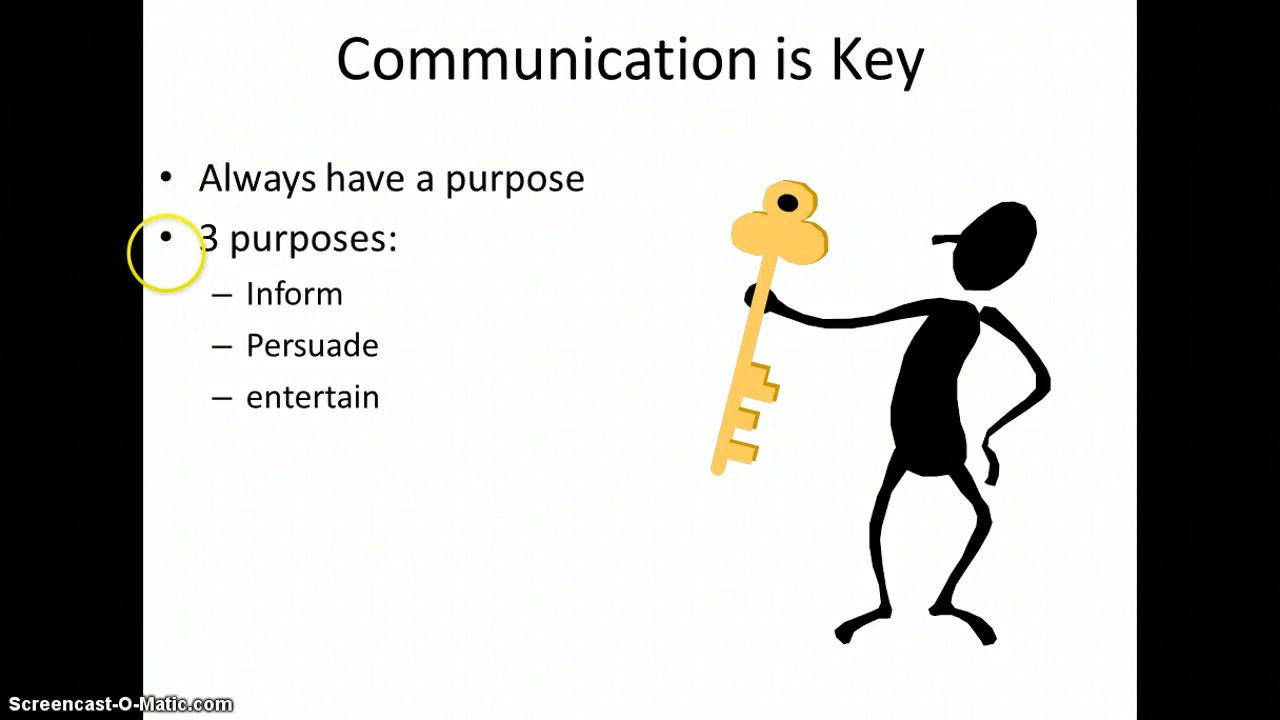 Communication is Key
• Always have a purpose
• 3 purposes:
– Inform
– Persuade
– entertain
Screencast-O-Matic.com